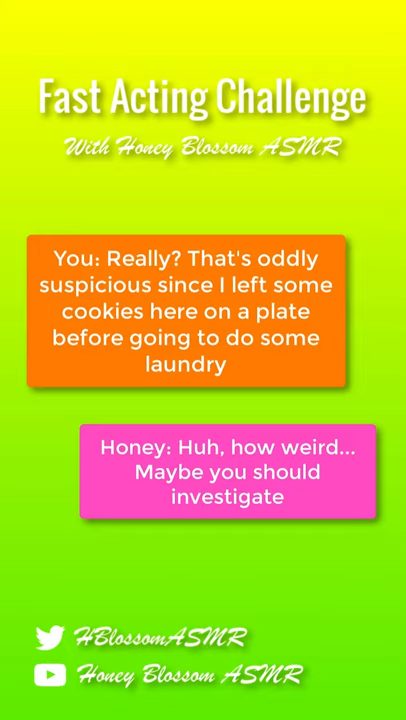 Fast Acting Challenge
With Honey Blossom ASMR
You: Really? That's oddly
suspicious since I left some
cookies here on a plate
before going to do some
laundry
Honey: Huh, how weird...
Maybe you should
investigate
HBlossomASMR
Honey Blossom ASMR